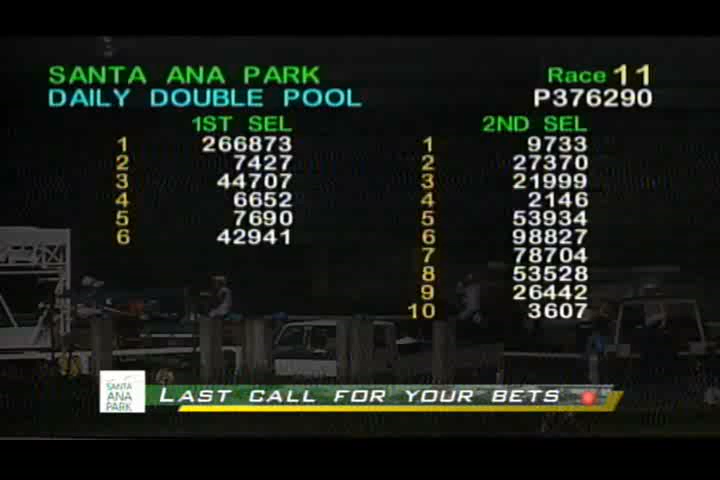 SANTA ANA PARK Race 11
DAILY DOUBLE POOL P376290
1ST SEL 2ND SEL
1 266873 1 9733
2 7427 2 27370
3 44707 3 21999
4 6652 4 2146
5 7690 5 53934
6 42941 6 98827
7 78704
8 53528
9 26442
10 3607
SANTA
ANA
PARK
LAST CALL FOR YOUR BETS